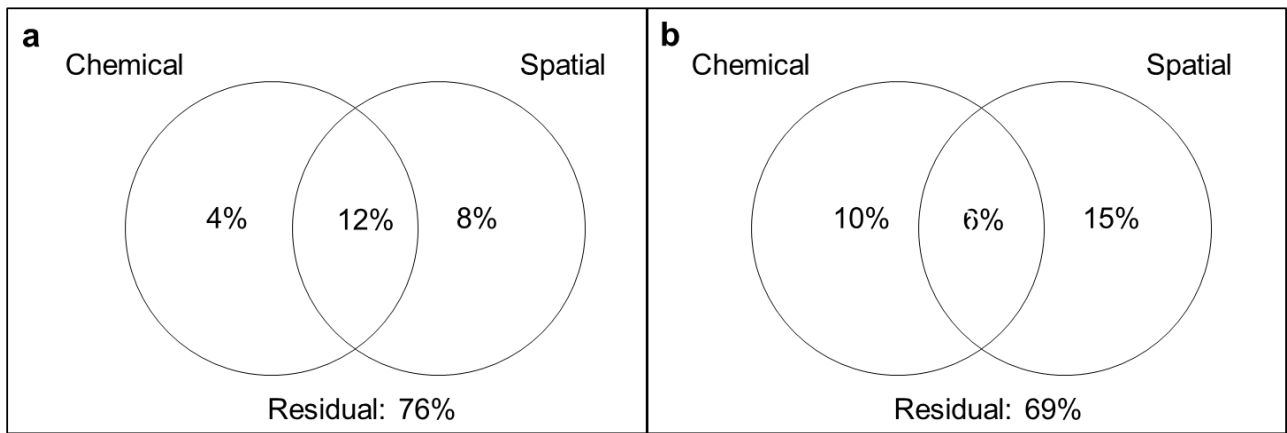 a
Chemical Spatial
4% 12% 8%
Residual: 76%
b
Chemical Spatial
10% 6% 15%
Residual: 69%